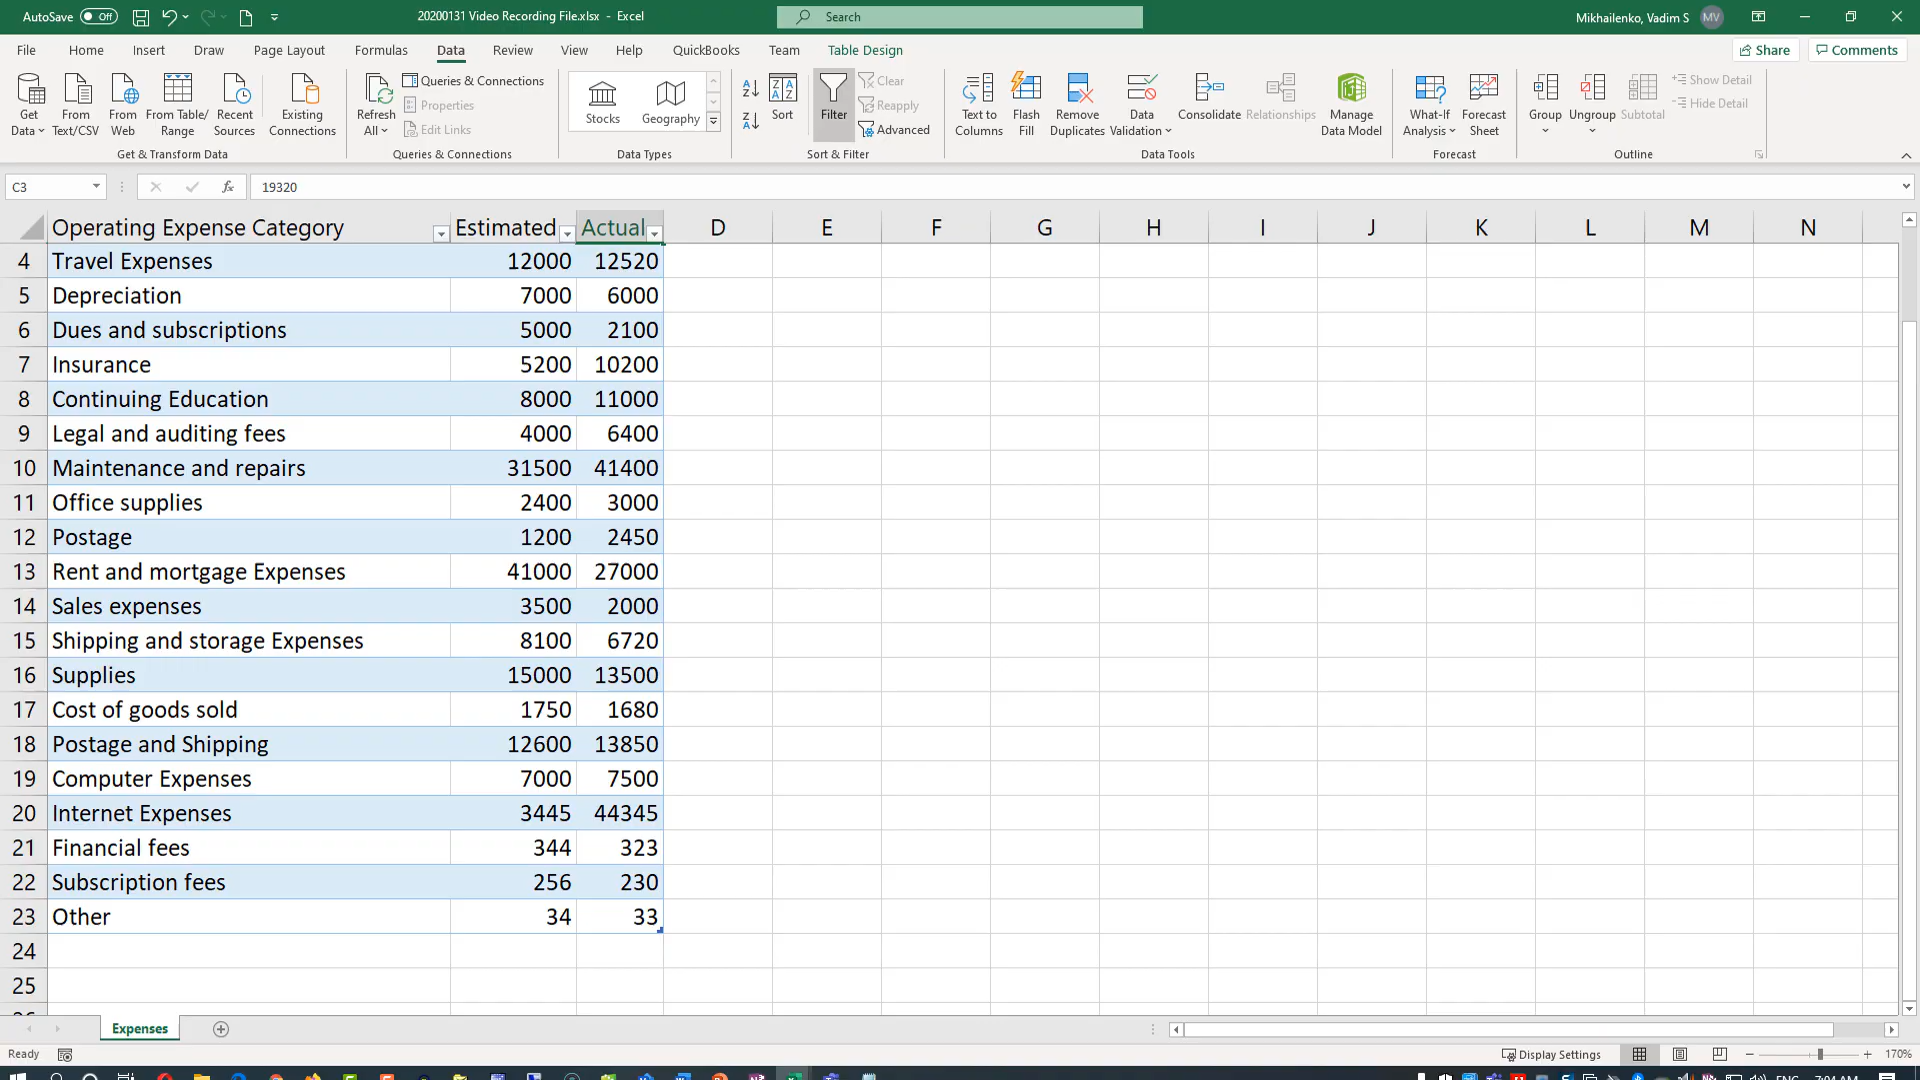 AutoSave Off 20200131 Video Recording File.xlsx - Excel Search Mikhailenko, Vadim S MV
File Home Insert Draw Page Layout Formulas Data Review View Help QuickBooks Team Table Design Share Comments
Get Data From Text/CSV From Web From Table/ Range Recent Sources Existing Connections
Get & Transform Data
Refresh All Queries & Connections Properties Edit Links
Queries & Connections
Stocks Geography
Data Types
Sort Filter Clear Reapply Advanced
Sort & Filter
Text to Columns Flash Fill Remove Duplicates Data Validation Consolidate Relationships Manage Data Model
Data Tools
What-If Analysis Forecast Sheet
Forecast
Group Ungroup Subtotal Show Detail Hide Detail
Outline
C3 fx 19320
Operating Expense Category Estimated Actual D E F G H I J K L M N
4 Travel Expenses 12000 12520
5 Depreciation 7000 6000
6 Dues and subscriptions 5000 2100
7 Insurance 5200 10200
8 Continuing Education 8000 11000
9 Legal and auditing fees 4000 6400
10 Maintenance and repairs 31500 41400
11 Office supplies 2400 3000
12 Postage 1200 2450
13 Rent and mortgage Expenses 41000 27000
14 Sales expenses 3500 2000
15 Shipping and storage Expenses 8100 6720
16 Supplies 15000 13500
17 Cost of goods sold 1750 1680
18 Postage and Shipping 12600 13850
19 Computer Expenses 7000 7500
20 Internet Expenses 3445 44345
21 Financial fees 344 323
22 Subscription fees 256 230
23 Other 34 33
24
25
Expenses
Ready Display Settings 170%
ENG 7:04 AM